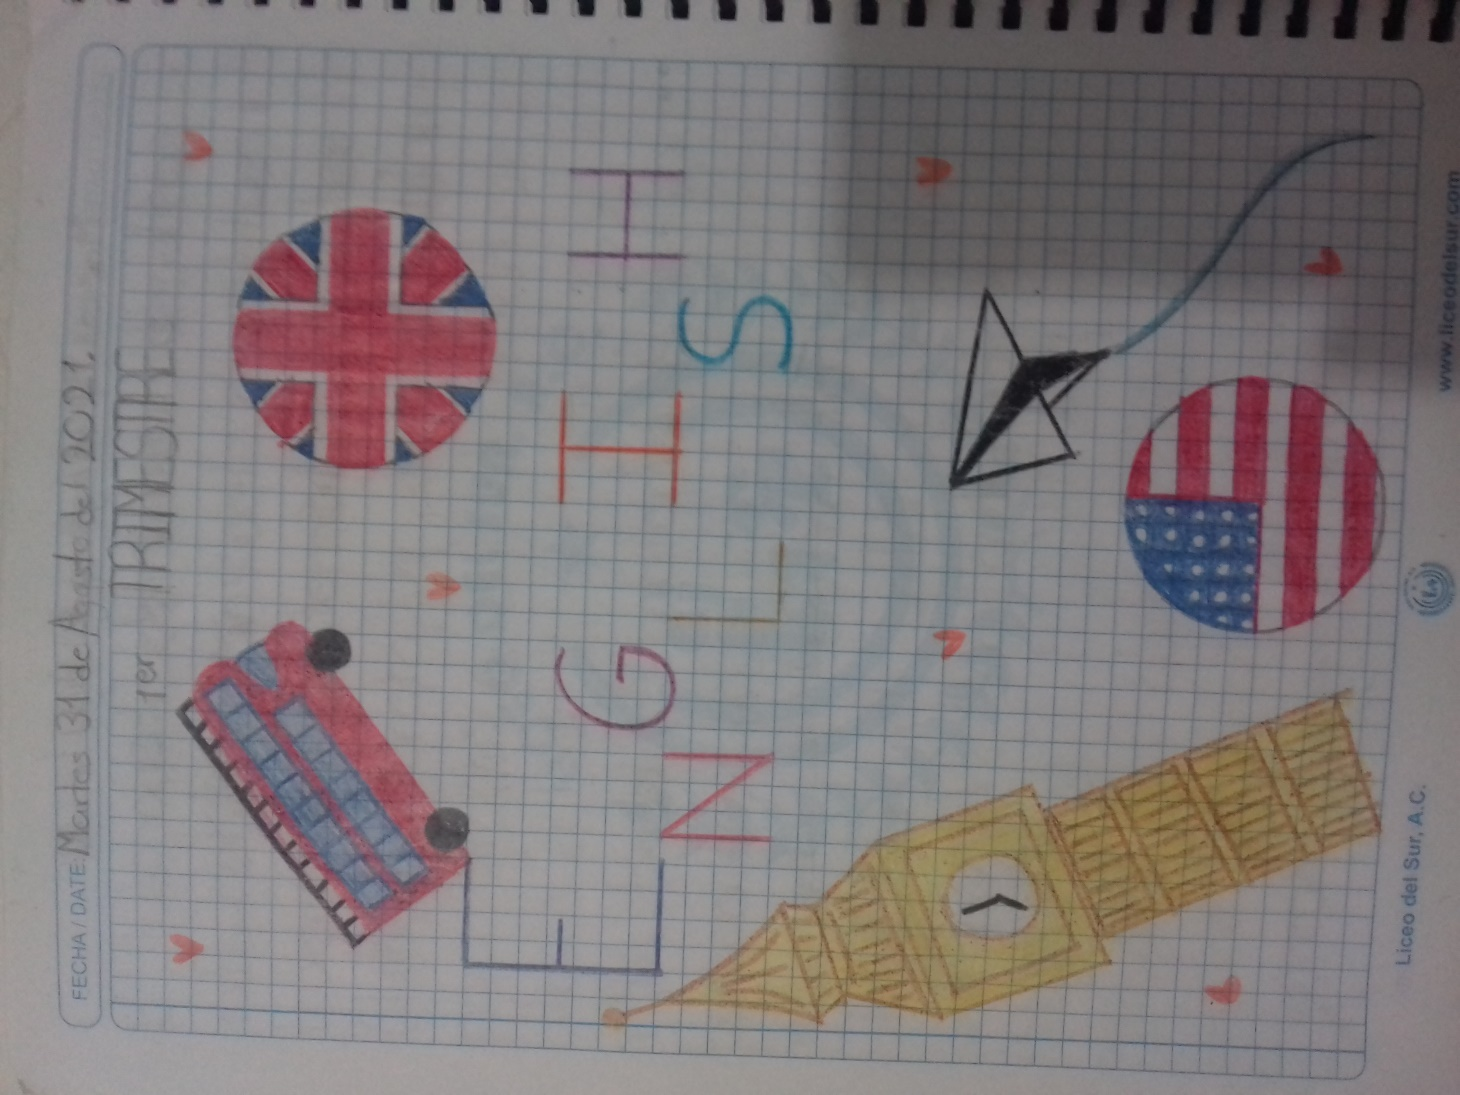 FECHA / DATE: Martes 31 de Agosto del 2021.
1er TRIMESTRE
ENGLISH
Liceo del Sur, A.C.
www.liceodelsur.com